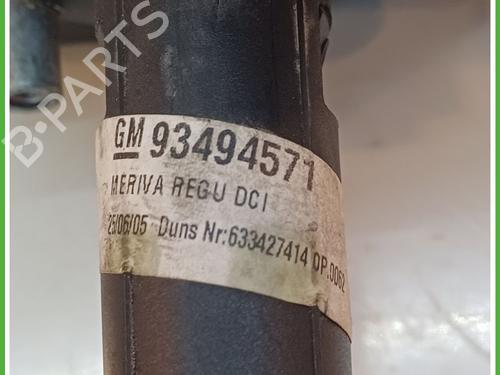 B-PARTS
GM 93494571
MERIVA REGU DCI
25/06/05 Duns Nr:633427414 OP.0062